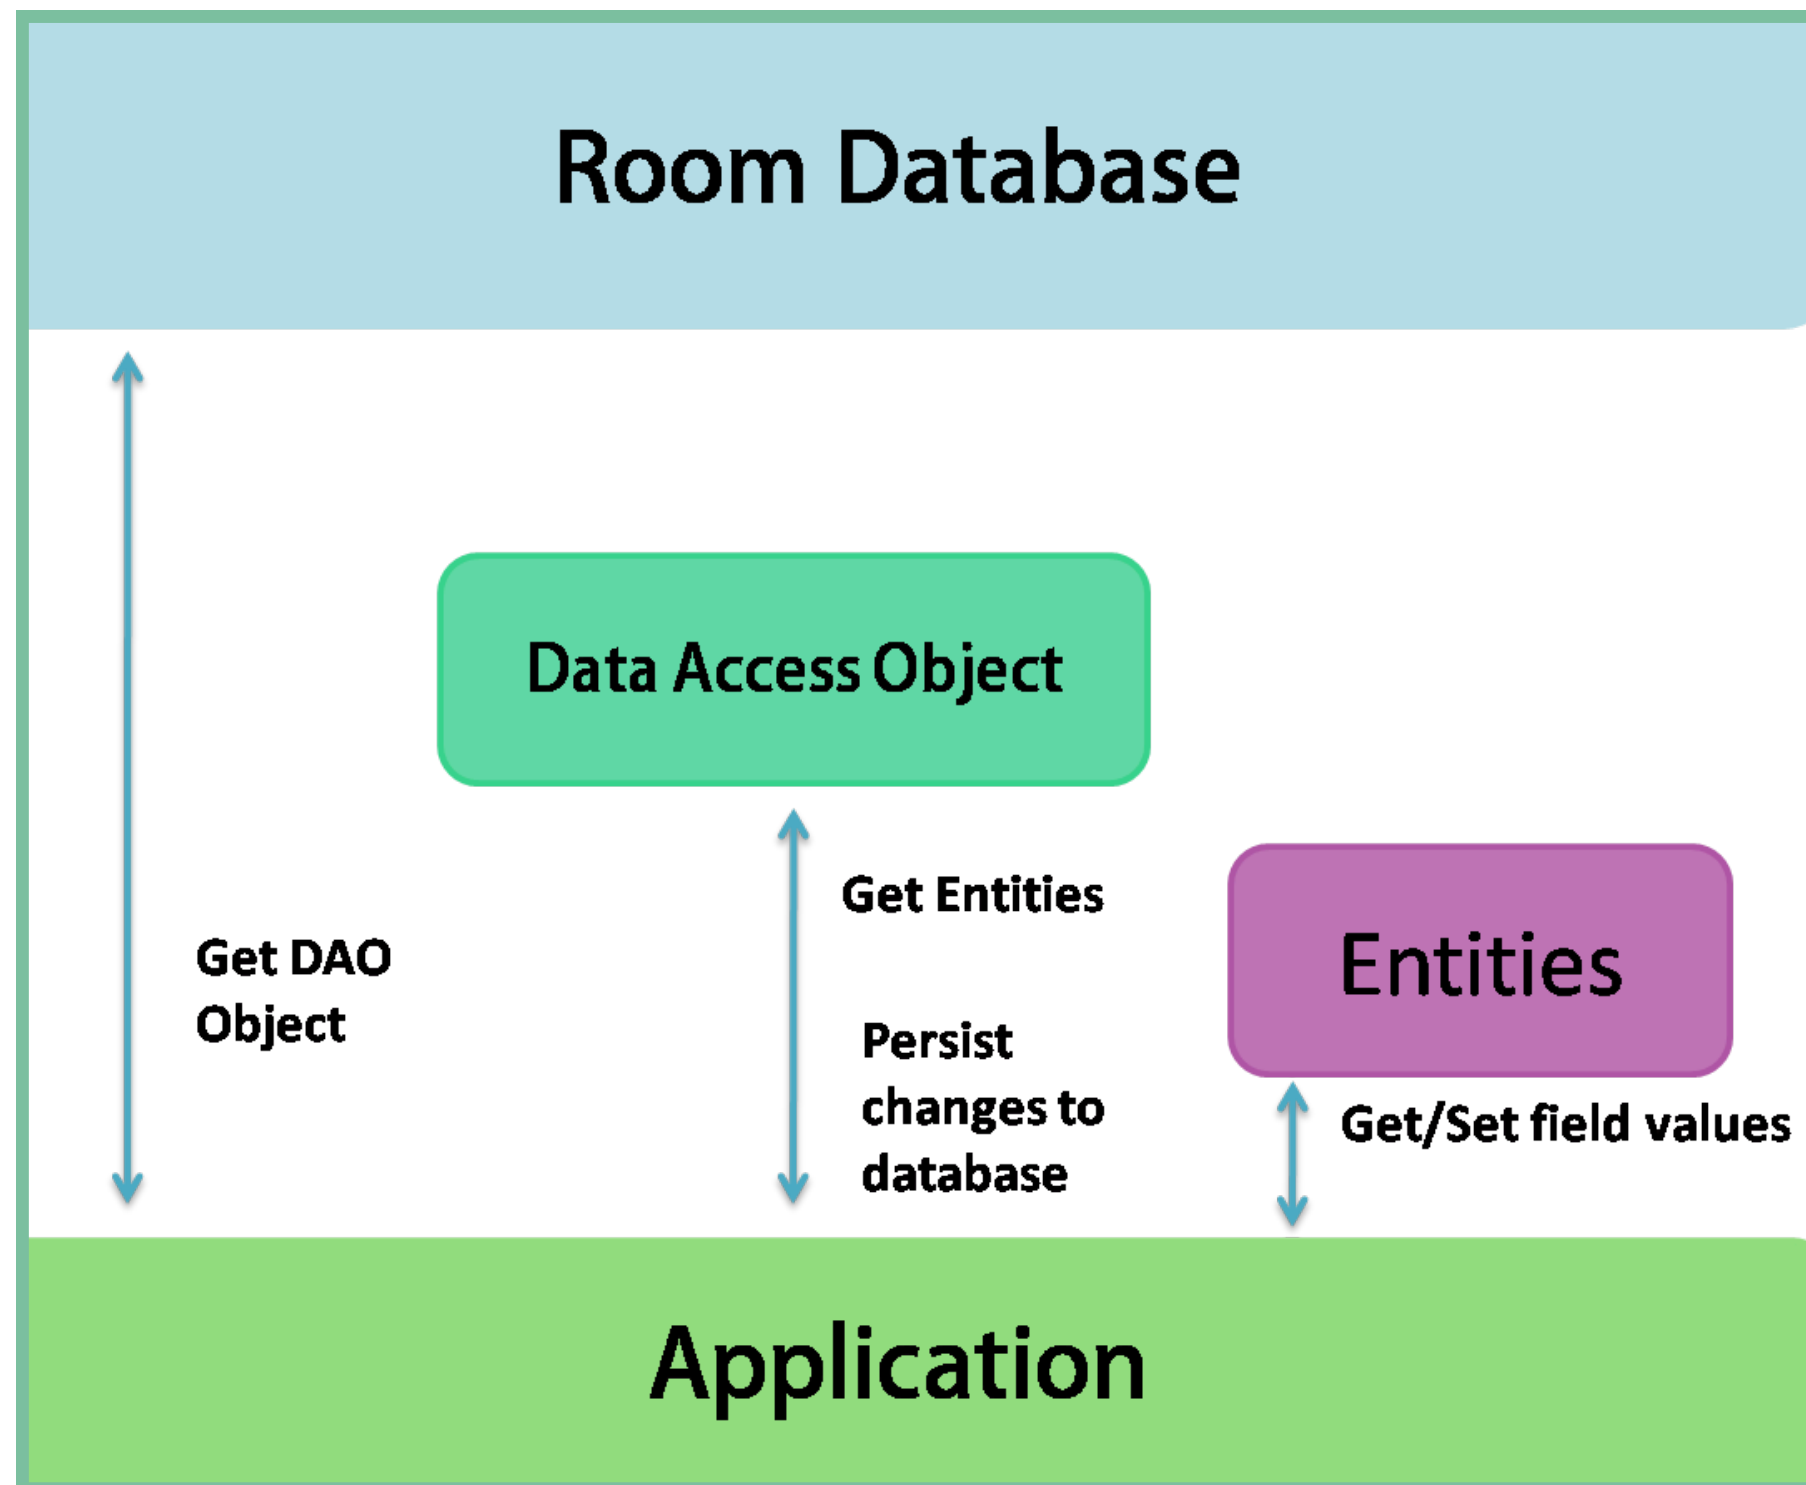 Room Database
Data Access Object
Get Entities
Entities
Get DAO
Object
Persist
changes to
database
Get/Set field values
Application